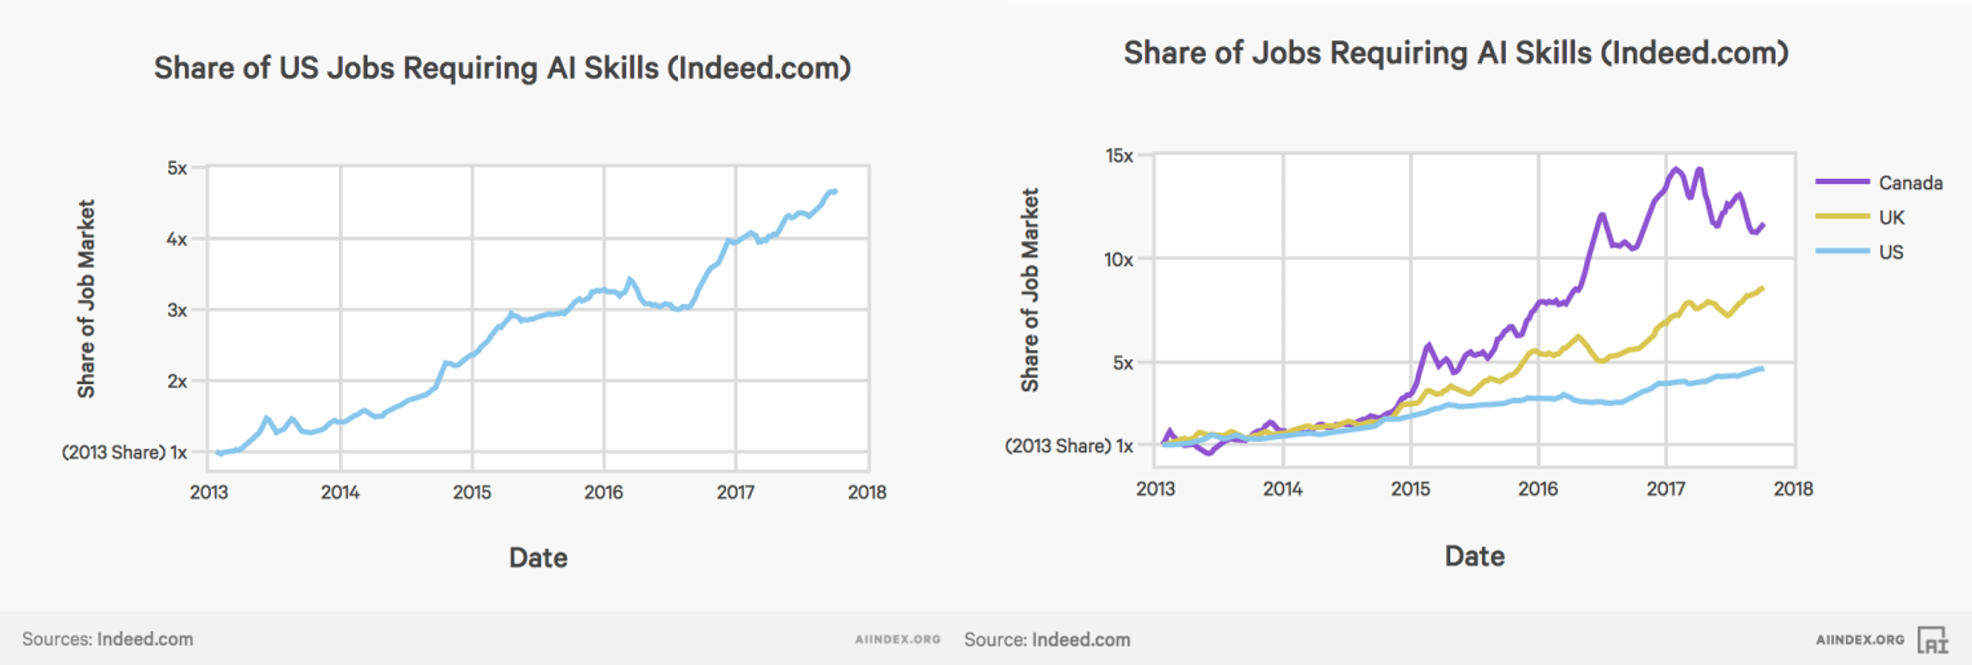 Share of US Jobs Requiring AI Skills (Indeed.com)
Share of Job Market
5x
4x
3x
2x
(2013 Share) 1x
2013 2014 2015 2016 2017 2018
Date
Sources: Indeed.com
AIINDEX.ORG
Share of Jobs Requiring AI Skills (Indeed.com)
Share of Job Market
15x
10x
5x
(2013 Share) 1x
2013 2014 2015 2016 2017 2018
Date
Canada
UK
US
Source: Indeed.com
AIINDEX.ORG
AI